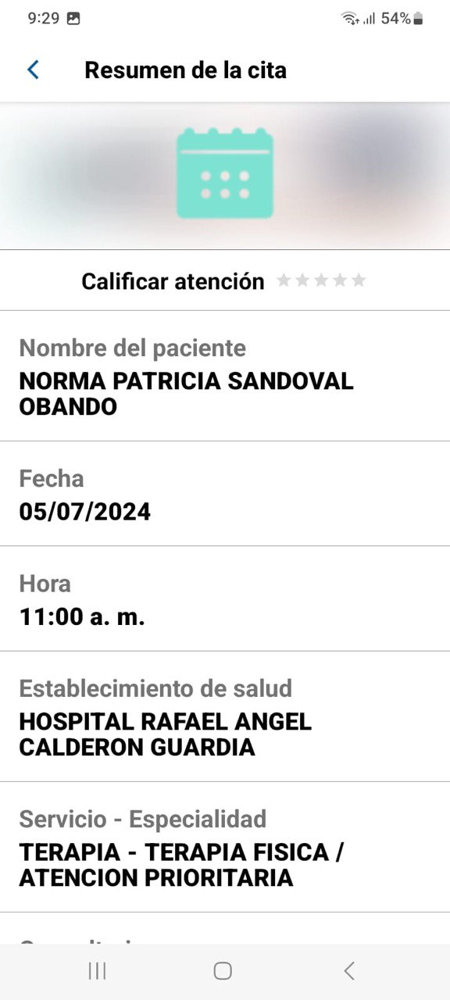 9:29
54%
Resumen de la cita
Calificar atención
Nombre del paciente
NORMA PATRICIA SANDOVAL
OBANDO
Fecha
05/07/2024
Hora
11:00 a. m.
Establecimiento de salud
HOSPITAL RAFAEL ANGEL
CALDERON GUARDIA
Servicio - Especialidad
TERAPIA - TERAPIA FISICA /
ATENCION PRIORITARIA